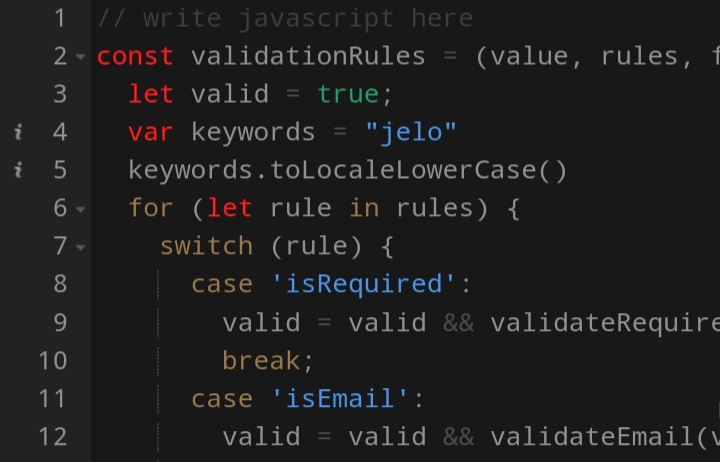 1 // write javascript here
2 const validationRules = (value, rules,
3 let valid = true;
i 4 var keywords = "jelo"
i 5 keywords.toLocaleLowerCase()
6 for (let rule in rules) {
7 switch (rule) {
8 case 'isRequired':
9 valid = valid && validateRequire
10 break;
11 case 'isEmail':
12 valid = valid && validateEmail(